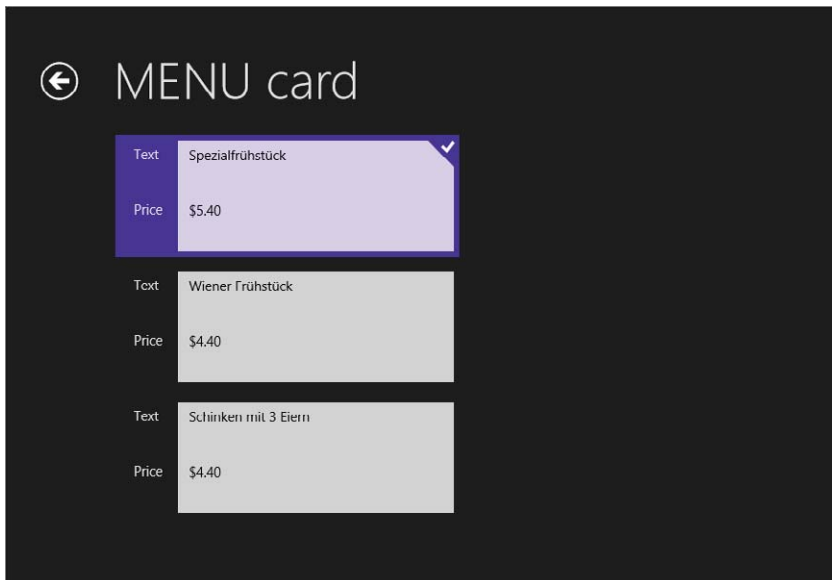 MENU card
Text Spezialfrühstück
Price $5.40
Text Wiener Frühstück
Price $4.40
Text Schinken mit 3 Eiern
Price $4.40